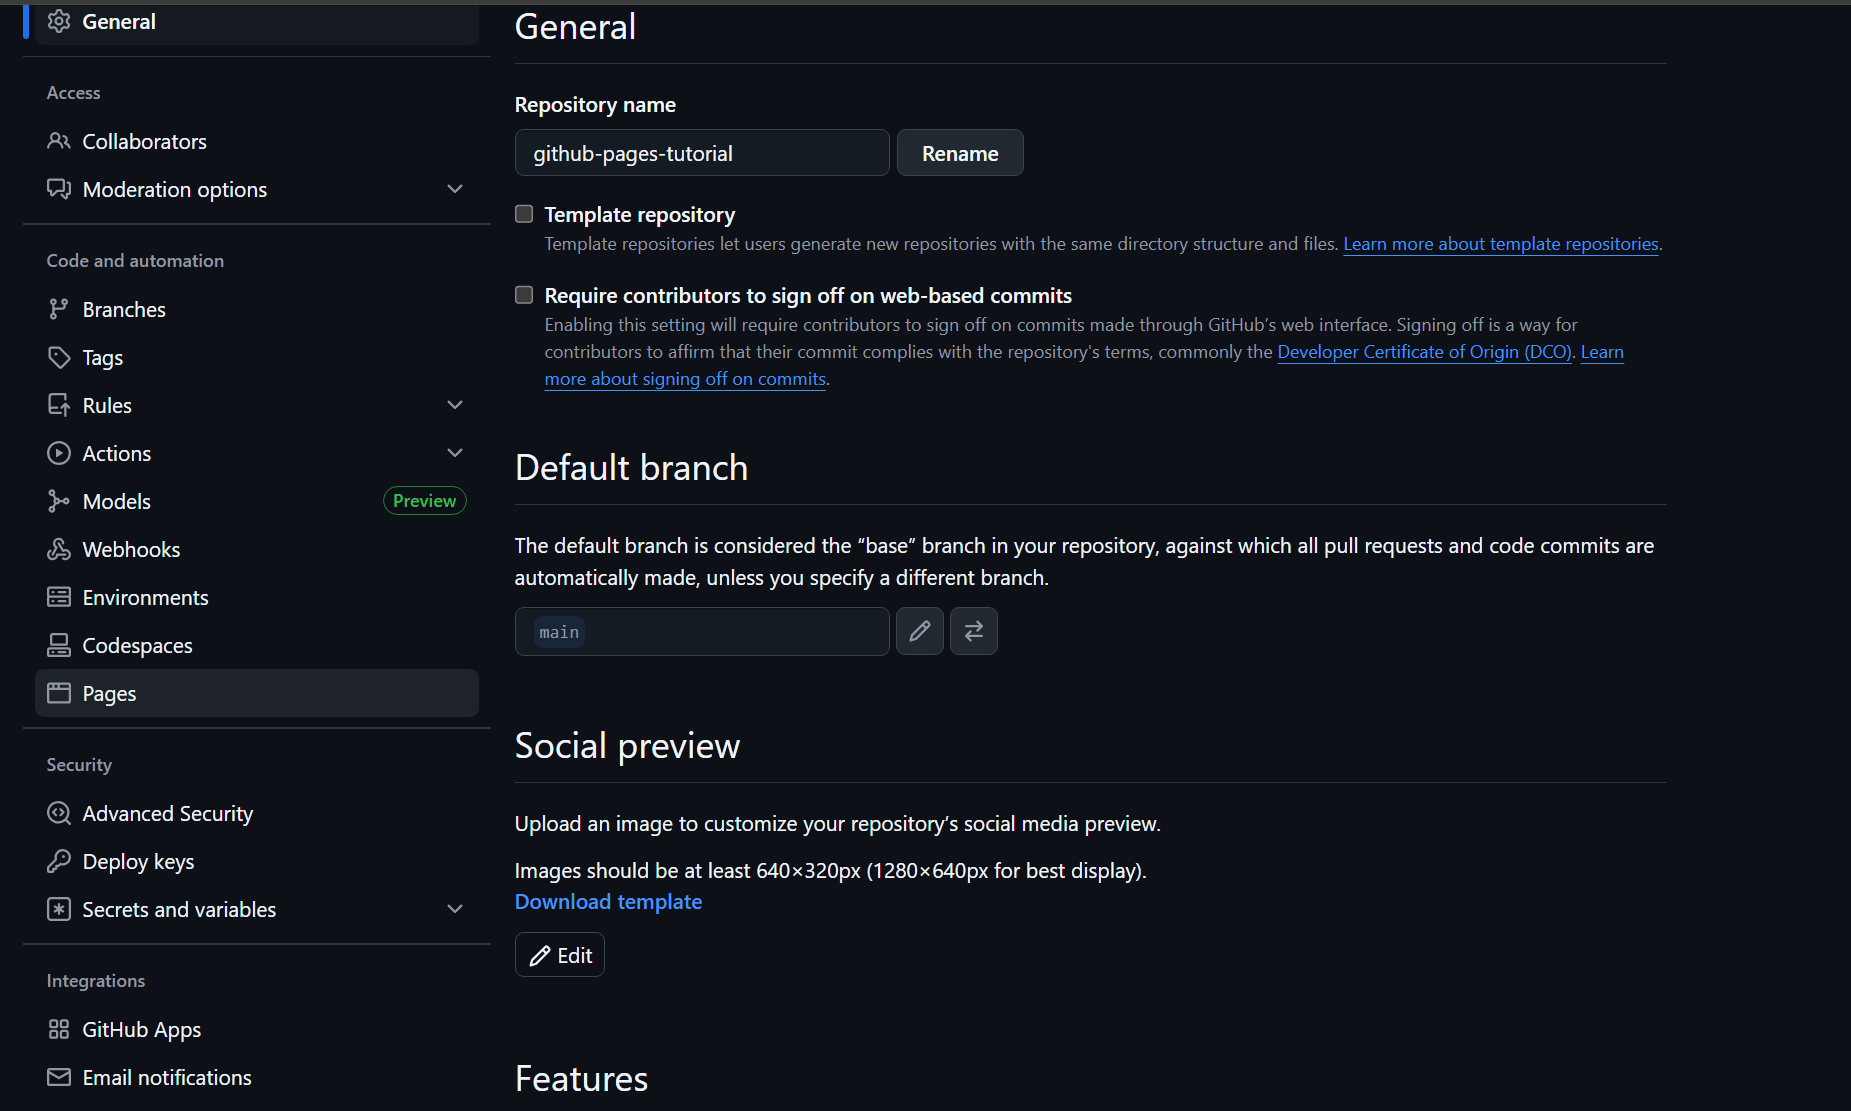 General
Access
Collaborators
Moderation options
Code and automation
Branches
Tags
Rules
Actions
Models
Preview
Webhooks
Environments
Codespaces
Pages
Security
Advanced Security
Deploy keys
Secrets and variables
Integrations
GitHub Apps
Email notifications
General
Repository name
github-pages-tutorial
Rename
Template repository
Template repositories let users generate new repositories with the same directory structure and files. Learn more about template repositories.
Require contributors to sign off on web-based commits
Enabling this setting will require contributors to sign off on commits made through GitHub’s web interface. Signing off is a way for
contributors to affirm that their commit complies with the repository's terms, commonly the Developer Certificate of Origin (DCO). Learn
more about signing off on commits.
Default branch
The default branch is considered the “base” branch in your repository, against which all pull requests and code commits are
automatically made, unless you specify a different branch.
main
Social preview
Upload an image to customize your repository’s social media preview.
Images should be at least 640×320px (1280×640px for best display).
Download template
Edit
Features